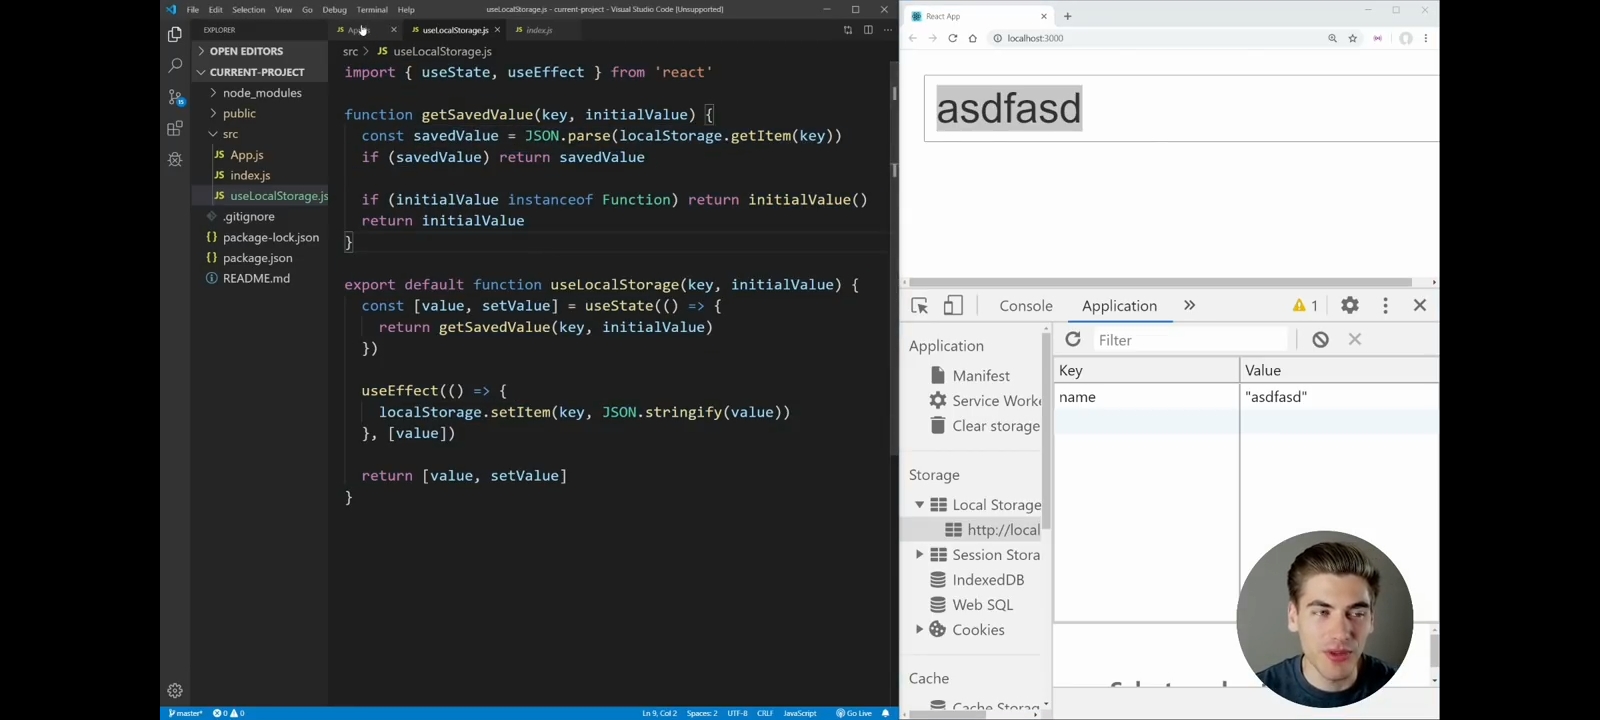 File Edit Selection View Go Debug Terminal Help
useLocalStorage.js - current-project - Visual Studio Code [Unsupported]
EXPLORER
OPEN EDITORS
CURRENT-PROJECT
node_modules
public
src
JS App.js
JS index.js
JS useLocalStorage.js
.gitignore
{} package-lock.json
{} package.json
README.md
JS useLocalStorage.js
JS index.js
src > JS useLocalStorage.js
import { useState, useEffect } from 'react'
function getSavedValue(key, initialValue) {
const savedValue = JSON.parse(localStorage.getItem(key))
if (savedValue) return savedValue
if (initialValue instanceof Function) return initialValue()
return initialValue
}
export default function useLocalStorage(key, initialValue) {
const [value, setValue] = useState(() => {
return getSavedValue(key, initialValue)
})
useEffect(() => {
localStorage.setItem(key, JSON.stringify(value))
}, [value])
return [value, setValue]
}
master* 0 0
Ln 9, Col 2 Spaces: 2 UTF-8 CRLF JavaScript Go Live
React App
localhost:3000
asdfasd
Console Application 1
Application
Manifest
Service Worke
Clear storage
Storage
Local Storage
http://local
Session Stora
IndexedDB
Web SQL
Cookies
Cache
Filter
Key Value
name "asdfasd"